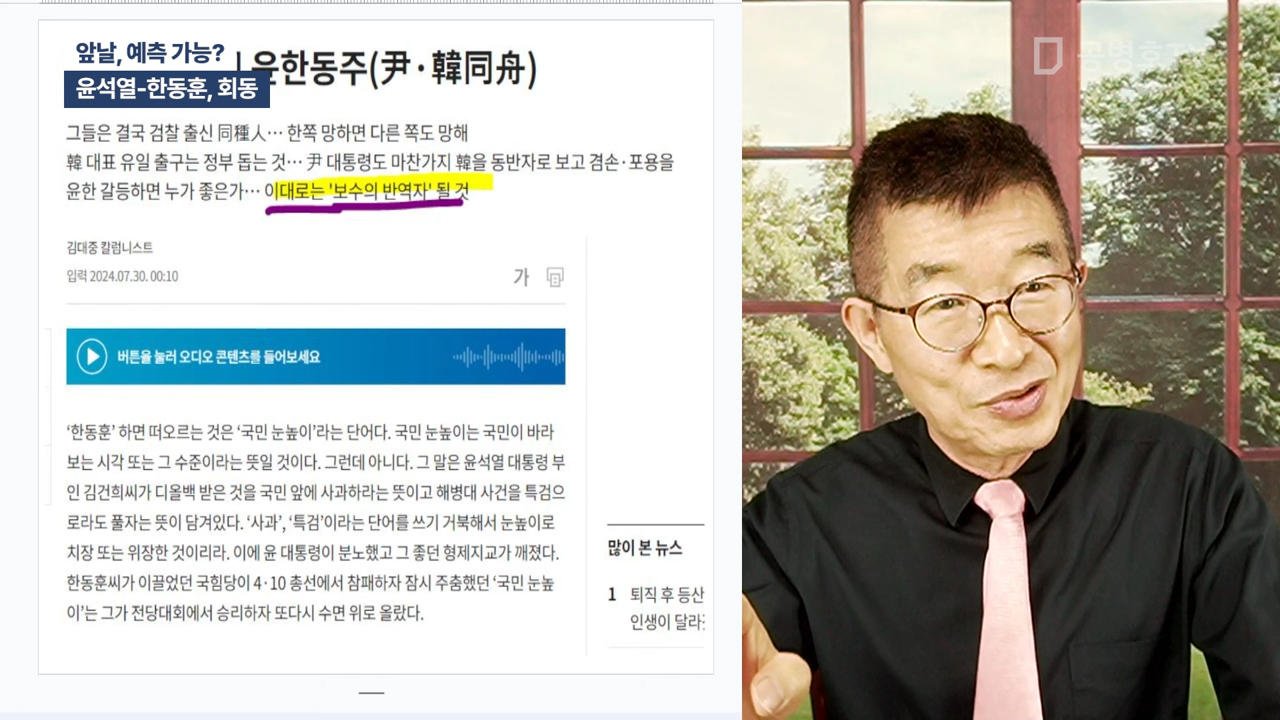 앞날, 예측 가능?
윤석열-한동훈, 회동
윤한동주(尹·韓同舟)
그들은 결국 검찰 출신 同種人… 한쪽 망하면 다른 쪽도 망해
韓 대표 유일 출구는 정부 돕는 것… 尹 대통령도 마찬가지 韓을 동반자로 보고 겸손·포용을
윤한 갈등하면 누가 좋은가… 이대로는 '보수의 반역자' 될 것
김대중 칼럼니스트
입력 2024.07.30. 00:10
가
버튼을 눌러 오디오 콘텐츠를 들어보세요
‘한동훈’ 하면 떠오르는 것은 ‘국민 눈높이’라는 단어다. 국민 눈높이는 국민이 바라
보는 시각 또는 그 수준이라는 뜻일 것이다. 그런데 아니다. 그 말은 윤석열 대통령 부
인 김건희씨가 디올백 받은 것을 국민 앞에 사과하라는 뜻이고 해병대 사건을 특검으
로라도 풀자는 뜻이 담겨있다. ‘사과’, ‘특검’이라는 단어를 쓰기 거북해서 눈높이로
치장 또는 위장한 것이리라. 이에 윤 대통령이 분노했고 그 좋던 형제지교가 깨졌다.
한동훈씨가 이끌었던 국힘당이 4·10 총선에서 참패하자 잠시 주춤했던 ‘국민 눈높
이’는 그가 전당대회에서 승리하자 또다시 수면 위로 올랐다.
많이 본 뉴스
1 퇴직 후 등산
인생이
공병호TV